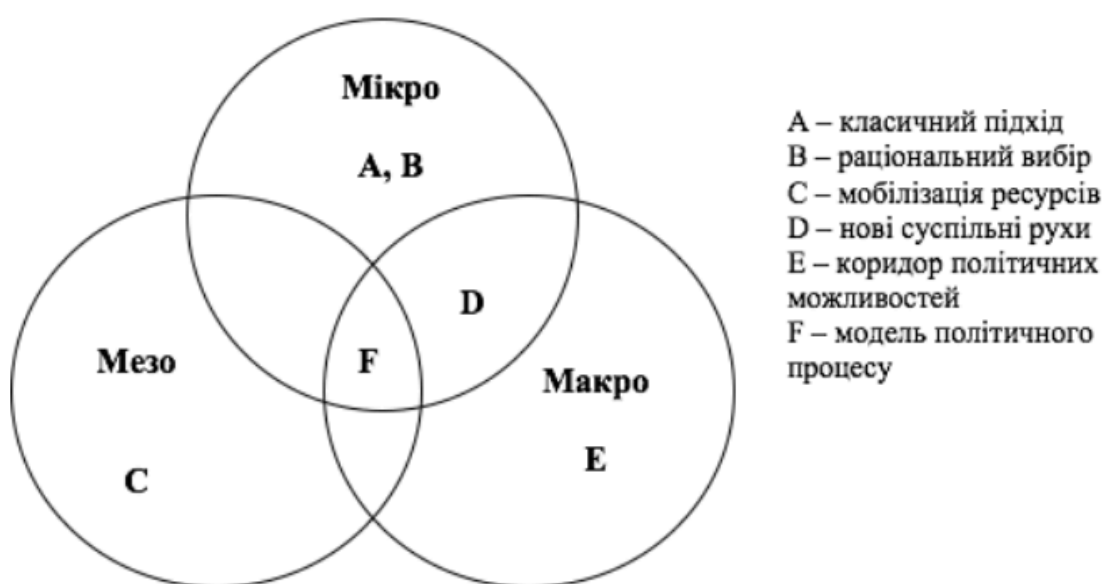 Мікро
A, B
D
Мезо
F
Макро
C
E
A – класичний підхід
B – раціональний вибір
C – мобілізація ресурсів
D – нові суспільні рухи
E – коридор політичних
можливостей
F – модель політичного
процесу